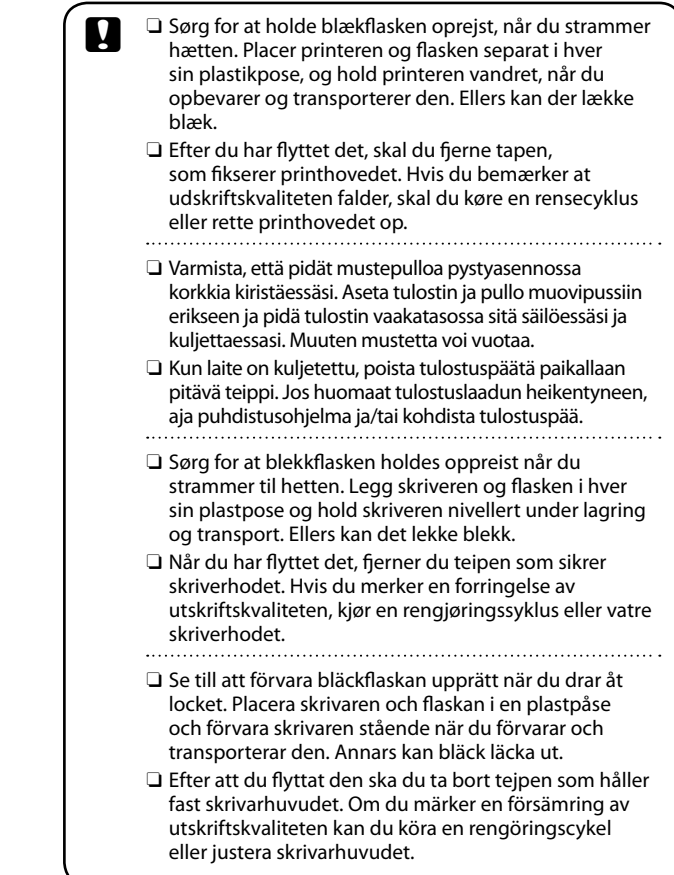 ❏ Sørg for at holde blækflasken oprejst, når du strammer
hætten. Placer printeren og flasken separat i hver
sin plastikpose, og hold printeren vandret, når du
opbevarer og transporterer den. Ellers kan der lække
blæk.
❏ Efter du har flyttet det, skal du fjerne tapen,
som fikserer printhovedet. Hvis du bemærker at
udskriftskvaliteten falder, skal du køre en rensecyklus
eller rette printhovedet op.
❏ Varmista, että pidät mustepulloa pystyasennossa
korkkia kiristäessäsi. Aseta tulostin ja pullo muovipussiin
erikseen ja pidä tulostin vaakatasossa sitä säilöessäsi ja
kuljettaessasi. Muuten mustetta voi vuotaa.
❏ Kun laite on kuljetettu, poista tulostuspäätä paikallaan
pitävä teippi. Jos huomaat tulostuslaadun heikentyneen,
aja puhdistusohjelma ja/tai kohdista tulostuspää.
❏ Sørg for at blekkflasken holdes oppreist når du
strammer til hetten. Legg skriveren og flasken i hver
sin plastpose og hold skriveren nivellert under lagring
og transport. Ellers kan det lekke blekk.
❏ Når du har flyttet det, fjerner du teipen som sikrer
skriverhodet. Hvis du merker en forringelse av
utskriftskvaliteten, kjør en rengjøringssyklus eller vatre
skriverhodet.
❏ Se till att förvara bläckflaskan upprätt när du drar åt
locket. Placera skrivaren och flaskan i en plastpåse
och förvara skrivaren stående när du förvarar och
transporterar den. Annars kan bläck läcka ut.
❏ Efter att du flyttat den ska du ta bort tejpen som håller
fast skrivarhuvudet. Om du märker en försämring av
utskriftskvaliteten kan du köra en rengöringscykel
eller justera skrivarhuvudet.